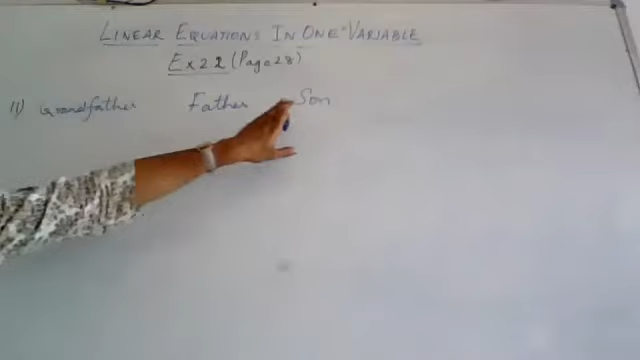 LINEAR EQUATIONS IN ONE VARIABLE
Ex 2.2 (Page 28)
11) Grandfather Father Son